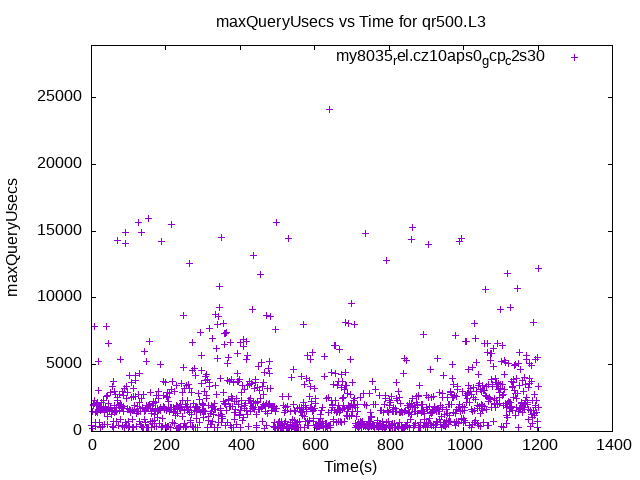 maxQueryUsecs vs Time for qr500.L3
my8035rel.cz10aps0gcpc2s30
25000
20000
15000
10000
5000
0
maxQueryUsecs
0 200 400 600 800 1000 1200 1400
Time(s)